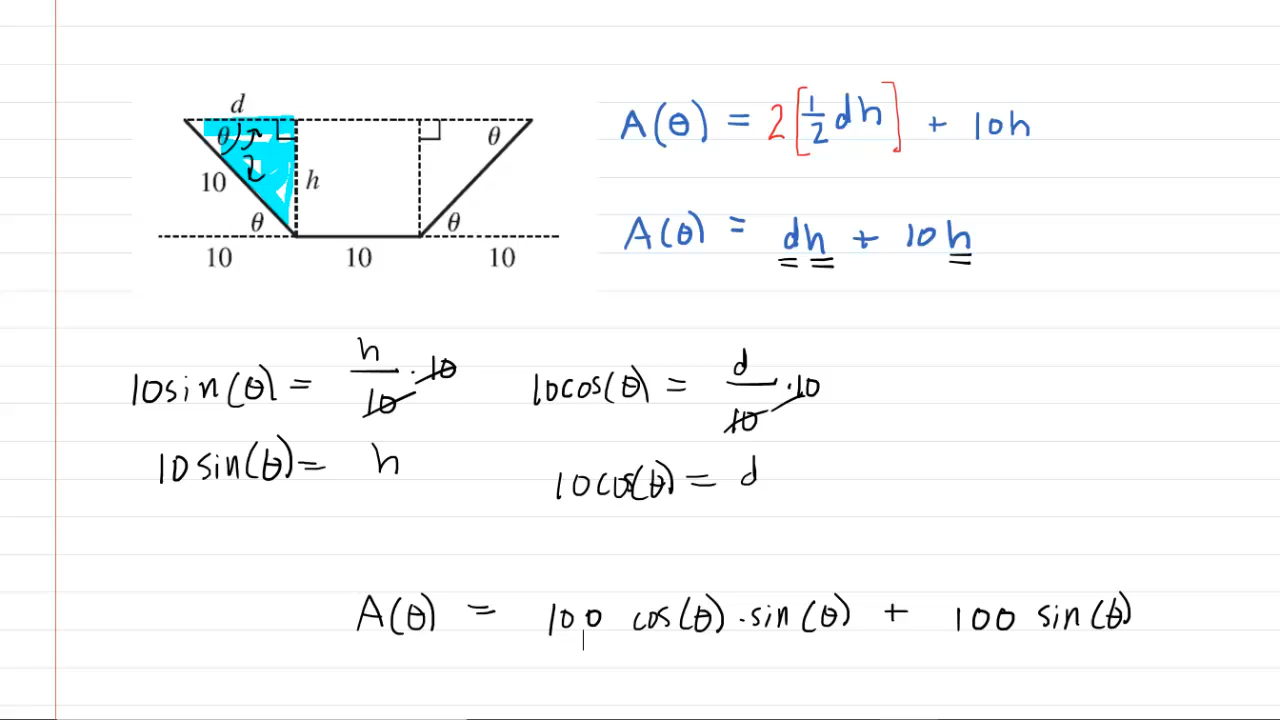 d
θ θ
10 h
θ θ
10 10 10
A(θ) = 2[½dh] + 10h
A(θ) = dh + 10h
10sin(θ) = h/10 · 10
10cos(θ) = d/10 · 10
10sin(θ) = h
10cos(θ) = d
A(θ) = 100 cos(θ) · sin(θ) + 100 sin(θ)